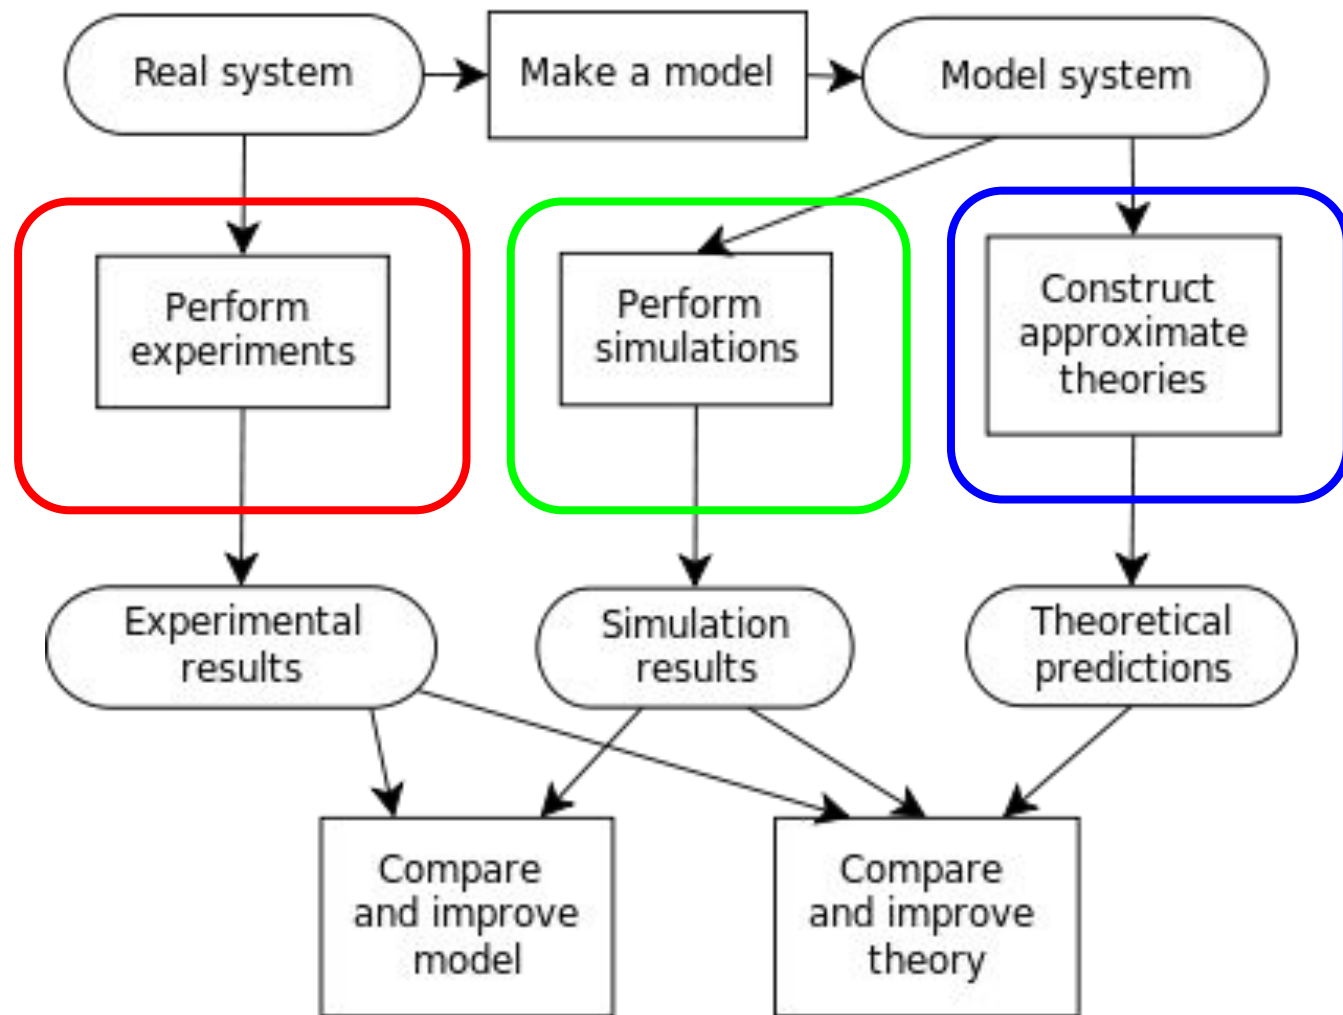 Real system
Make a model
Model system
Perform
experiments
Perform
simulations
Construct
approximate
theories
Experimental
results
Simulation
results
Theoretical
predictions
Compare
and improve
model
Compare
and improve
theory